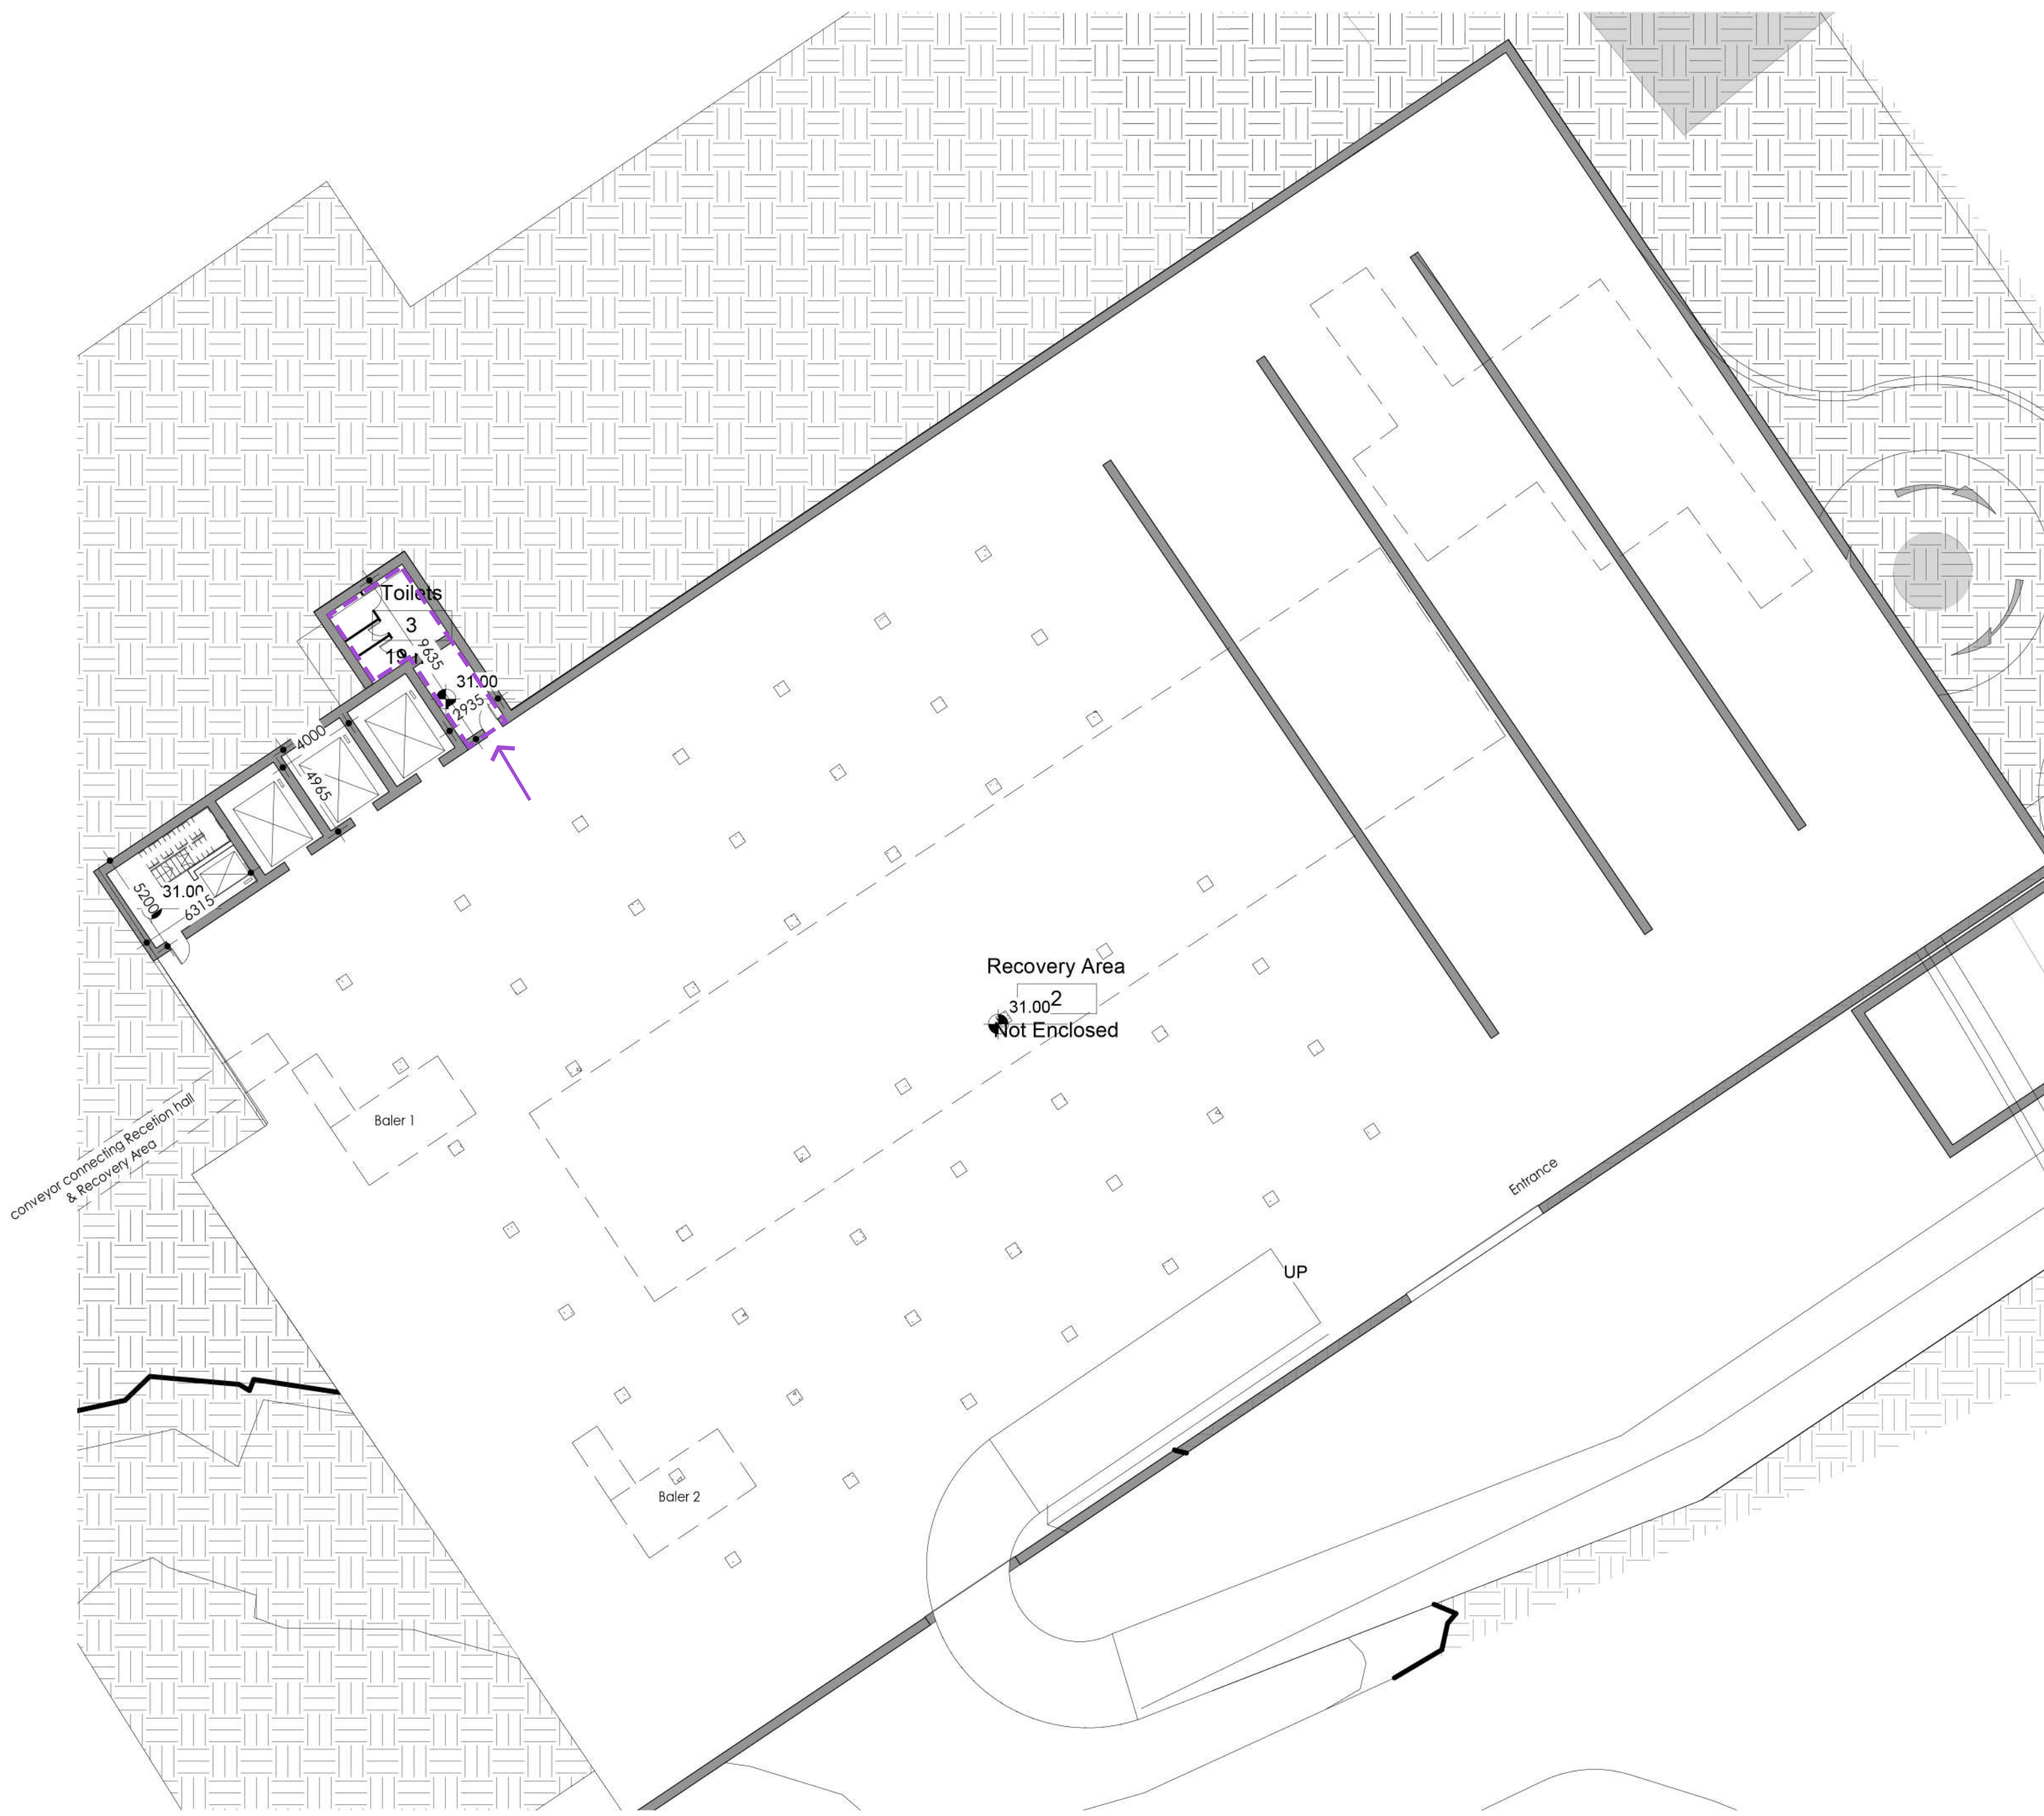 Toilets
3
9635
31.00
2935
4000
4965
31.00
5200
6315
Recovery Area
2
31.00
Not Enclosed
Baler 1
conveyor connecting Recetion hall
& Recovery Area
Entrance
UP
Baler 2